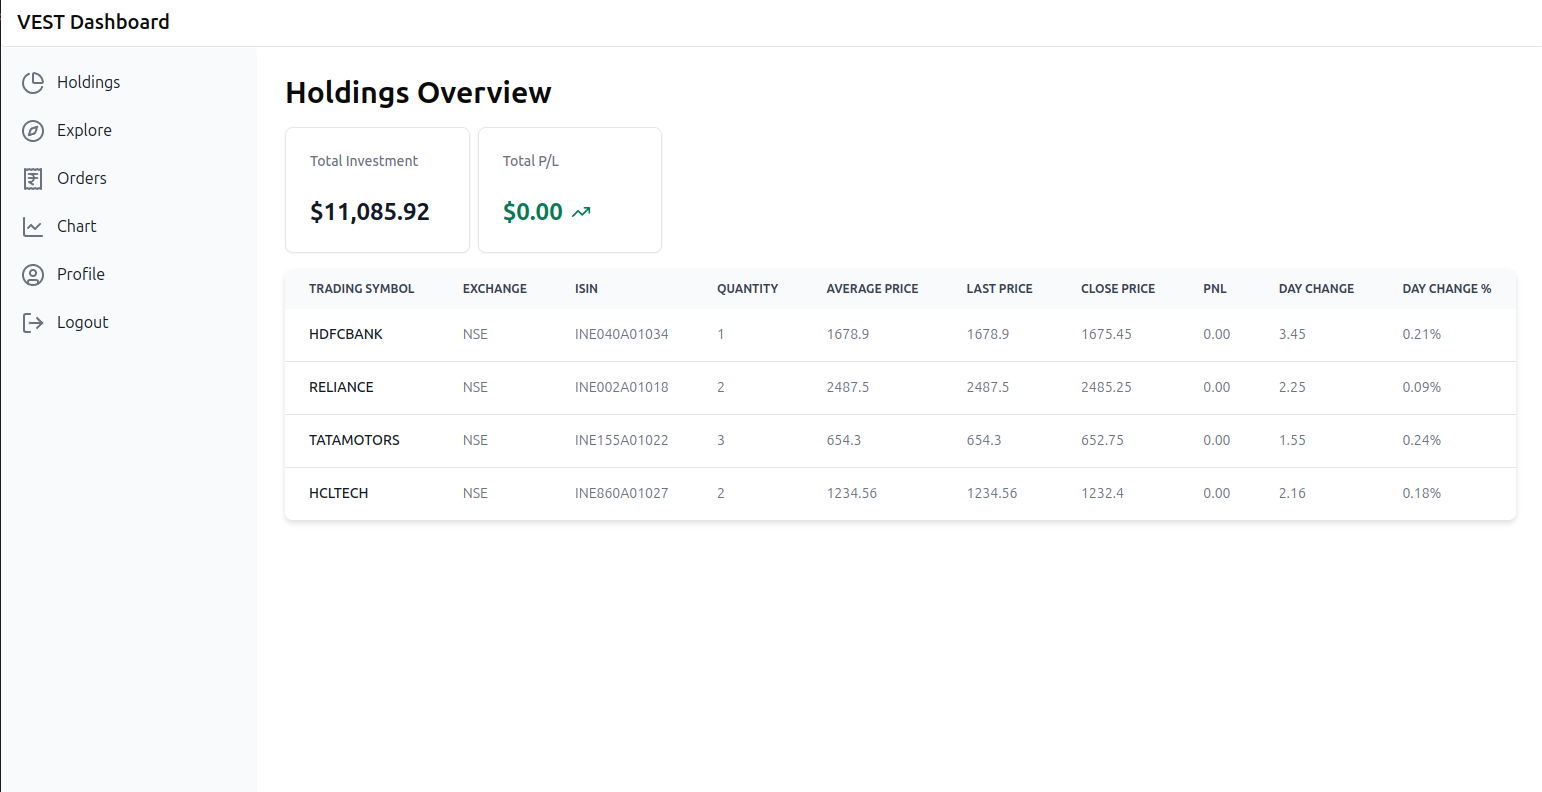 VEST Dashboard
Holdings
Explore
Orders
Chart
Profile
Logout
Holdings Overview
Total Investment
$11,085.92
Total P/L
$0.00
TRADING SYMBOL EXCHANGE ISIN QUANTITY AVERAGE PRICE LAST PRICE CLOSE PRICE PNL DAY CHANGE DAY CHANGE %
HDFCBANK NSE INE040A01034 1 1678.9 1678.9 1675.45 0.00 3.45 0.21%
RELIANCE NSE INE002A01018 2 2487.5 2487.5 2485.25 0.00 2.25 0.09%
TATAMOTORS NSE INE155A01022 3 654.3 654.3 652.75 0.00 1.55 0.24%
HCLTECH NSE INE860A01027 2 1234.56 1234.56 1232.4 0.00 2.16 0.18%